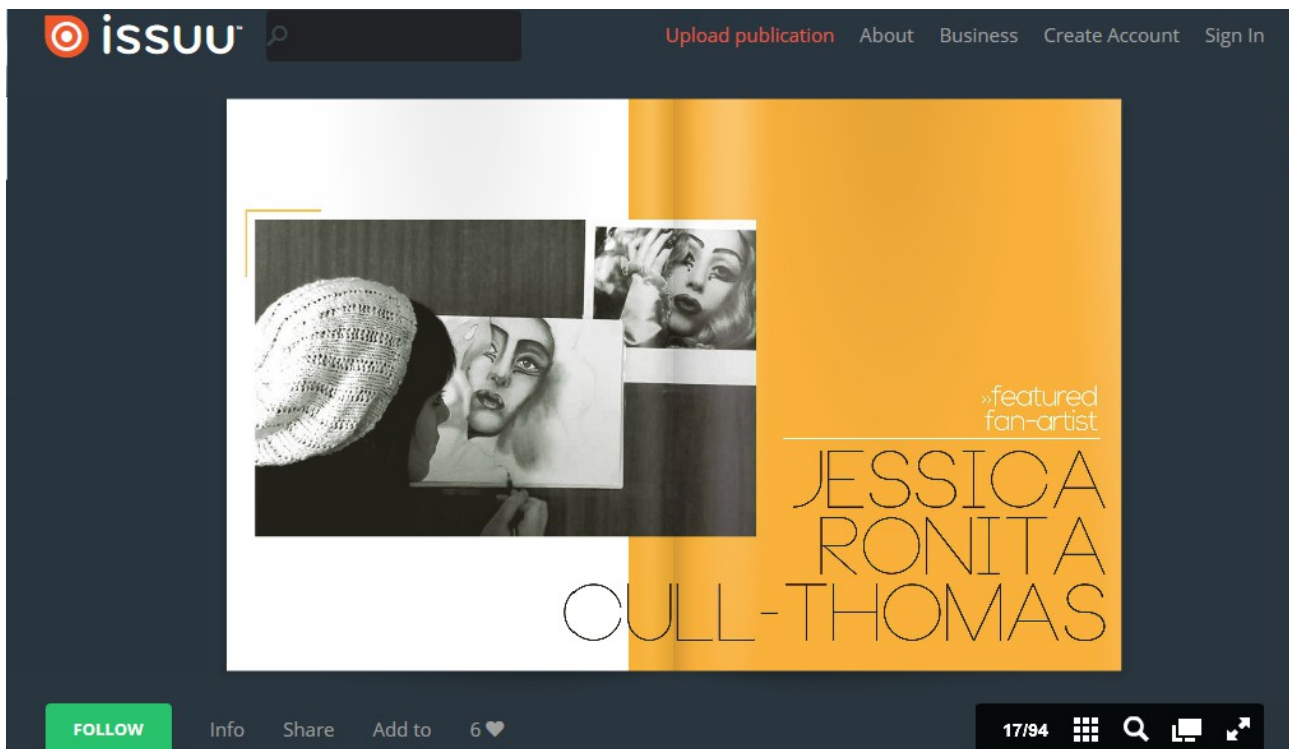 issuu™ Upload publication About Business Create Account Sign In
»featured
fan-artist
JESSICA
RONITA
CULL-THOMAS
FOLLOW Info Share Add to 6 17/94